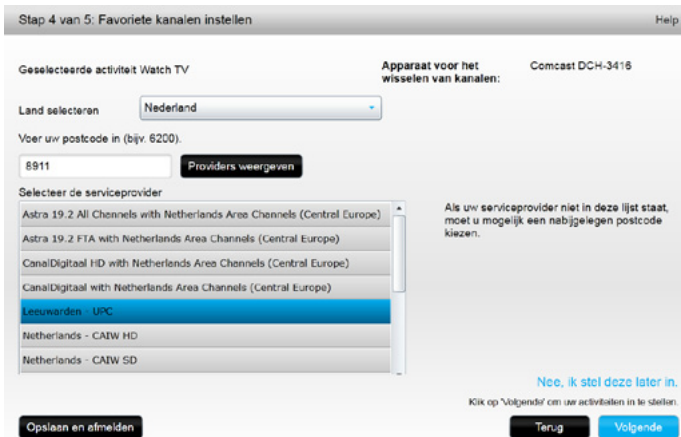 Stap 4 van 5: Favoriete kanalen instellen
Help
Geselecteerde activiteit Watch TV
Apparaat voor het wisselen van kanalen:
Comcast DCH-3416
Land selecteren
Nederland
Voer uw postcode in (bijv. 6200).
8911
Providers weergeven
Selecteer de serviceprovider
Astra 19.2 All Channels with Netherlands Area Channels (Central Europe)
Astra 19.2 FTA with Netherlands Area Channels (Central Europe)
CanalDigitaal HD with Netherlands Area Channels (Central Europe)
CanalDigitaal with Netherlands Area Channels (Central Europe)
Leeuwarden - UPC
Netherlands - CAIW HD
Netherlands - CAIW SD
Als uw serviceprovider niet in deze lijst staat,
moet u mogelijk een nabijgelegen postcode
kiezen.
Nee, ik stel deze later in.
Klik op 'Volgende' om uw activiteiten in te stellen.
Opslaan en afmelden
Terug
Volgende